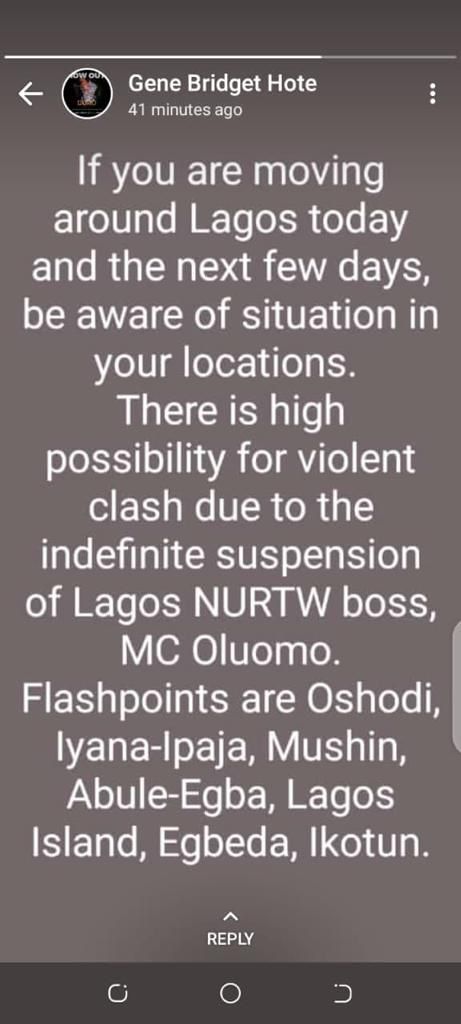 Gene Bridget Hote
41 minutes ago
If you are moving
around Lagos today
and the next few days,
be aware of situation in
your locations.
There is high
possibility for violent
clash due to the
indefinite suspension
of Lagos NURTW boss,
MC Oluomo.
Flashpoints are Oshodi,
Iyana-Ipaja, Mushin,
Abule-Egba, Lagos
Island, Egbeda, Ikotun.
REPLY